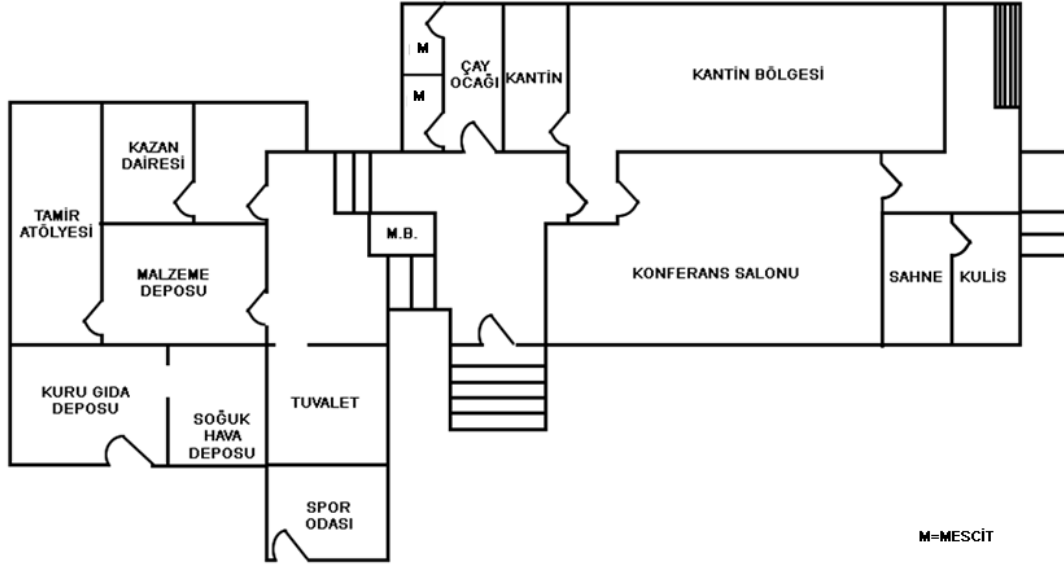 M
ÇAY
OCAĞI
KANTİN
KANTİN BÖLGESİ
M
KAZAN
DAİRESİ
TAMİR
ATÖLYESİ
M.B.
MALZEME
DEPOSU
KONFERANS SALONU
SAHNE
KULİS
KURU GIDA
DEPOSU
SOĞUK
HAVA
DEPOSU
TUVALET
SPOR
ODASI
M=MESCİT